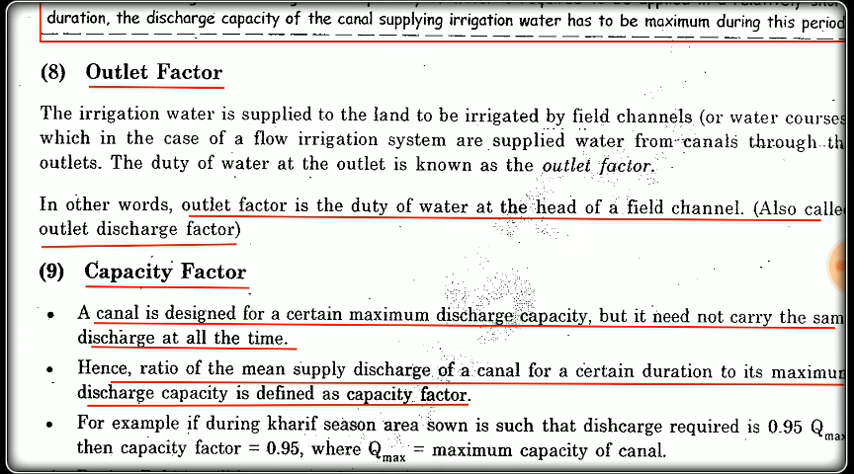 duration, the discharge capacity of the canal supplying irrigation water has to be maximum during this period
(8) Outlet Factor
The irrigation water is supplied to the land to be irrigated by field channels (or water courses
which in the case of a flow irrigation system are supplied water from canals through th
outlets. The duty of water at the outlet is known as the outlet factor.
In other words, outlet factor is the duty of water at the head of a field channel. (Also calle
outlet discharge factor)
(9) Capacity Factor
• A canal is designed for a certain maximum discharge capacity, but it need not carry the sam
discharge at all the time.
• Hence, ratio of the mean supply discharge of a canal for a certain duration to its maximum
discharge capacity is defined as capacity factor.
• For example if during kharif season area sown is such that dishcarge required is 0.95 Qmax
then capacity factor = 0.95, where Qmax = maximum capacity of canal.